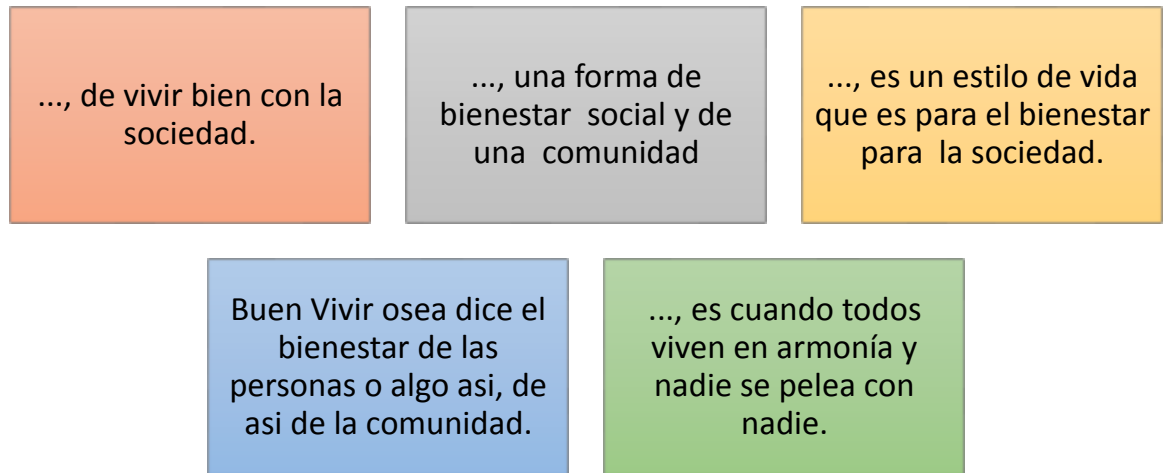 ..., de vivir bien con la
sociedad.
..., una forma de
bienestar social y de
una comunidad
..., es un estilo de vida
que es para el bienestar
para la sociedad.
Buen Vivir osea dice el
bienestar de las
personas o algo asi, de
asi de la comunidad.
..., es cuando todos
viven en armonía y
nadie se pelea con
nadie.